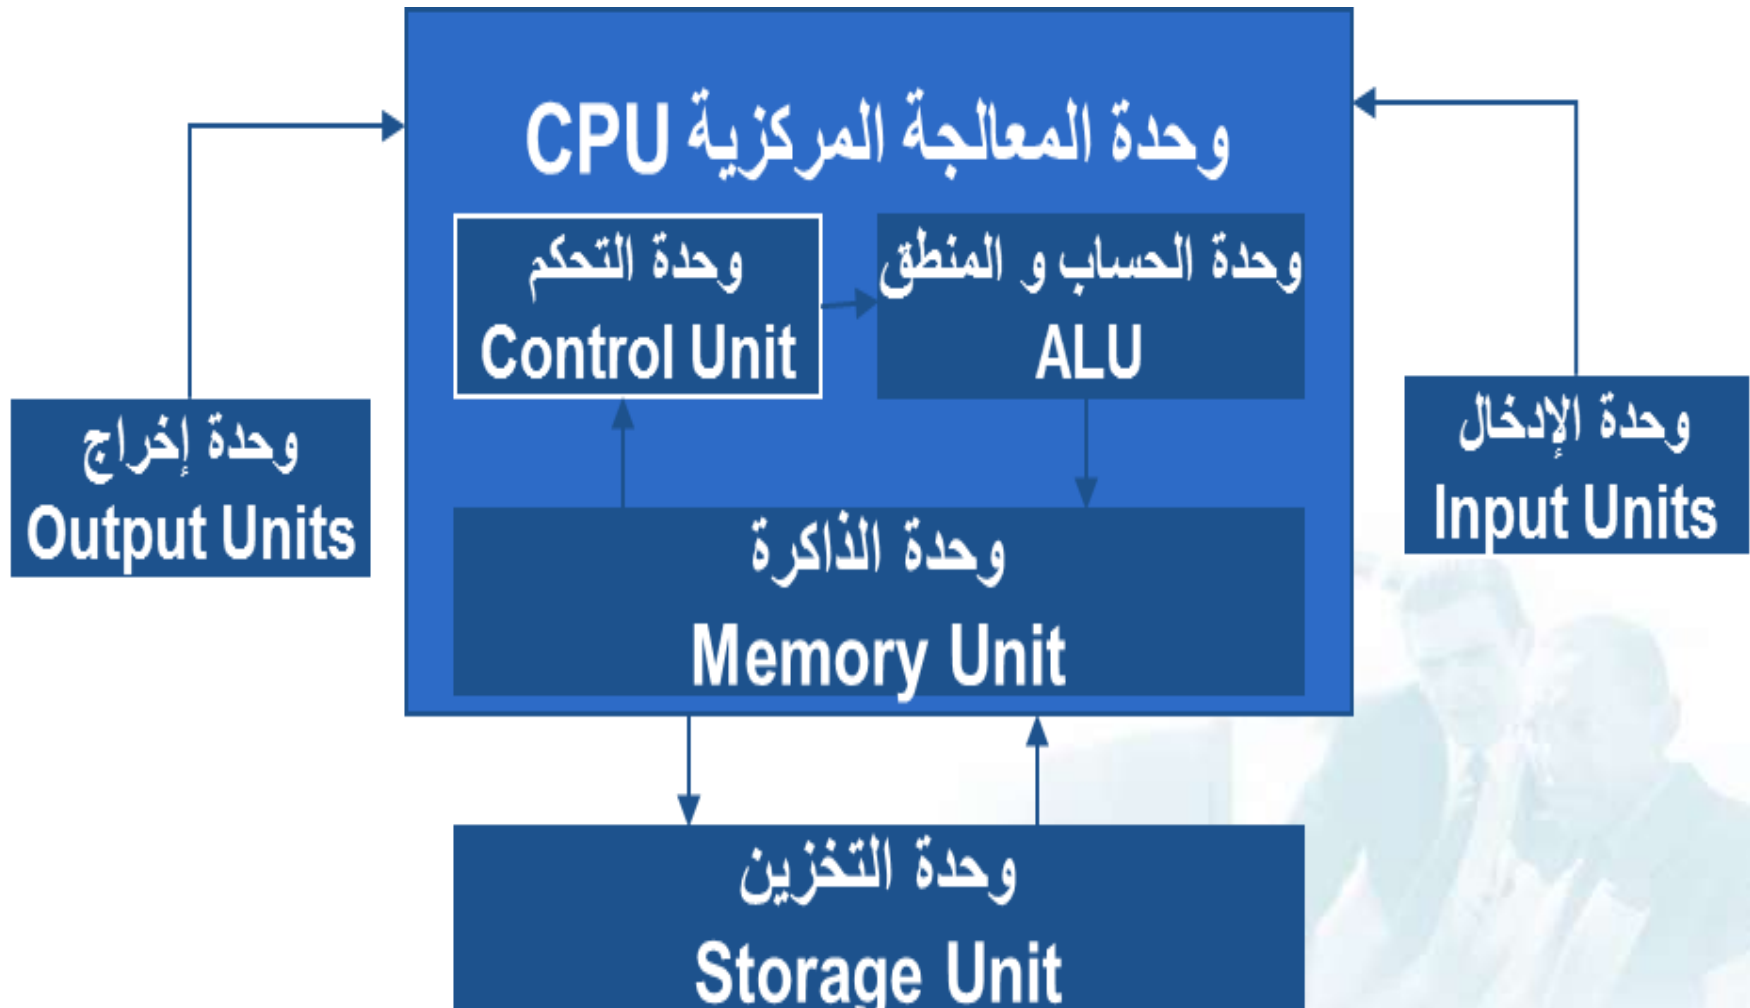 وحدة المعالجة المركزية CPU
وحدة التحكم
Control Unit
وحدة الحساب و المنطق
ALU
وحدة إخراج
Output Units
وحدة الإدخال
Input Units
وحدة الذاكرة
Memory Unit
وحدة التخزين
Storage Unit